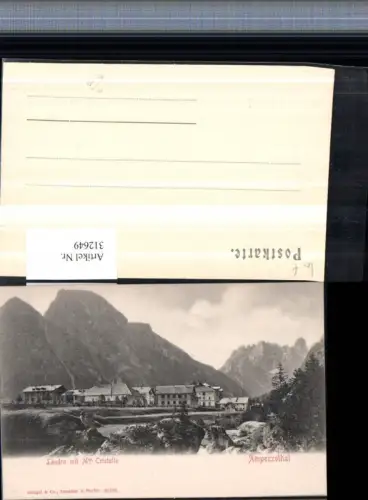 Postkarte.
Artikel Nr.
312649
Landro mit Mte Cristallo
Ampezzothal